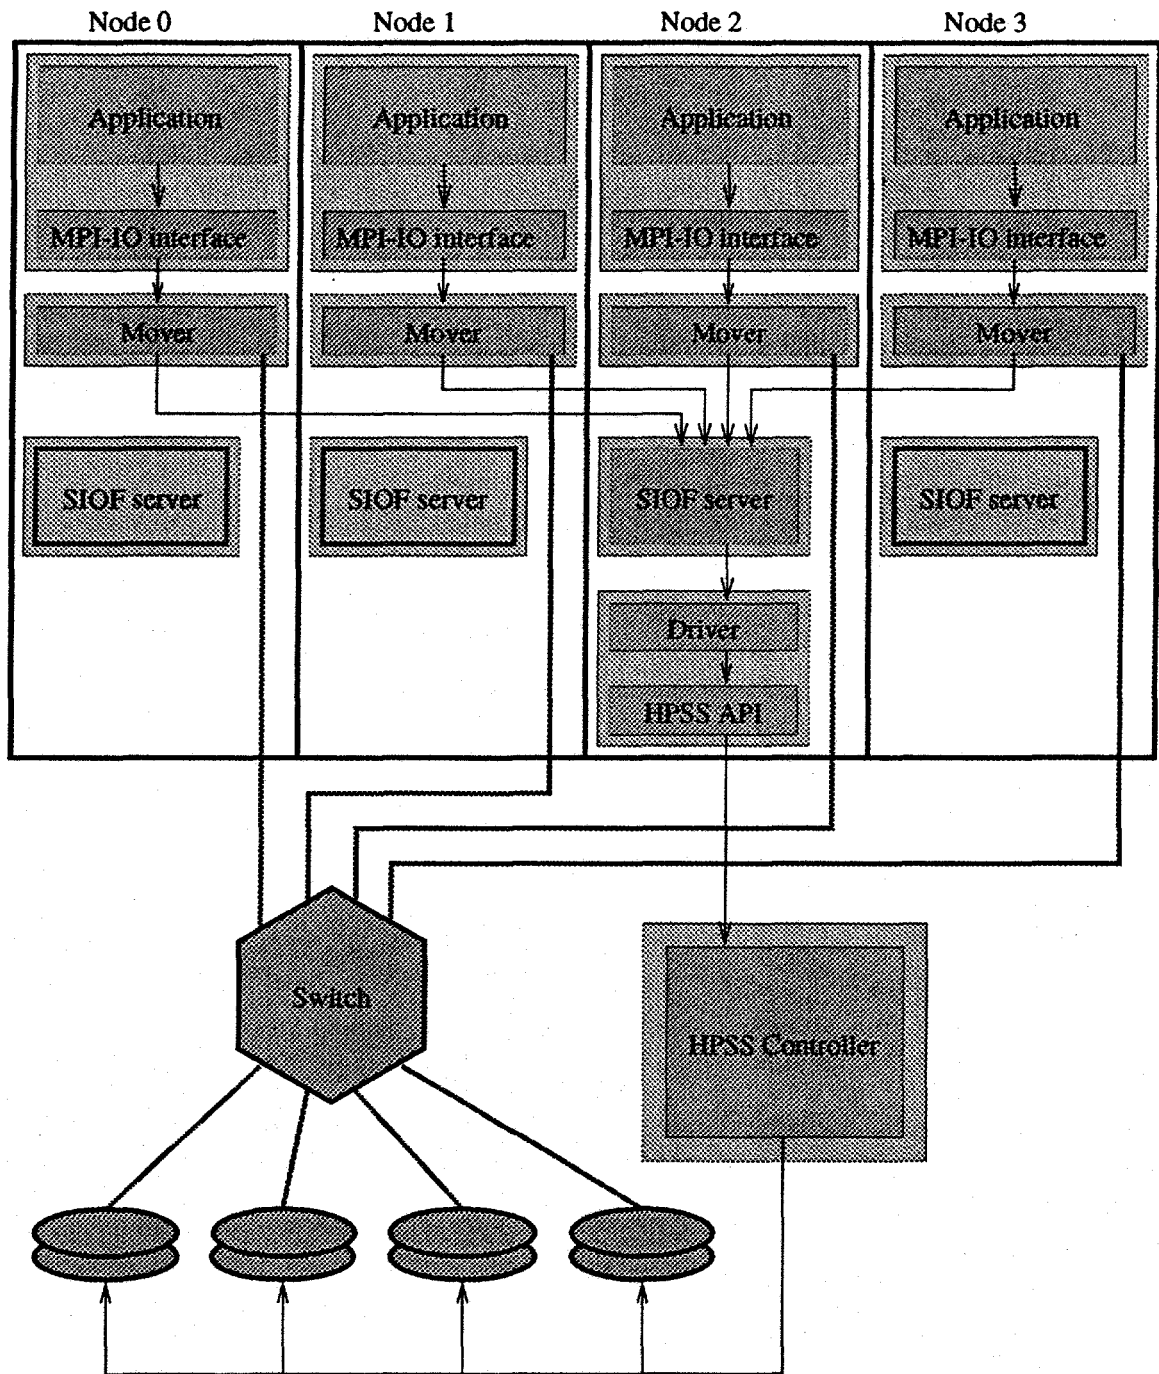 Node 0 Node 1 Node 2 Node 3
Application Application Application Application
MPI-IO interface MPI-IO interface MPI-IO interface MPI-IO interface
Mover Mover Mover Mover
SIOF server SIOF server SIOF server SIOF server
Driver
HPSS API
Switch
HPSS Controller